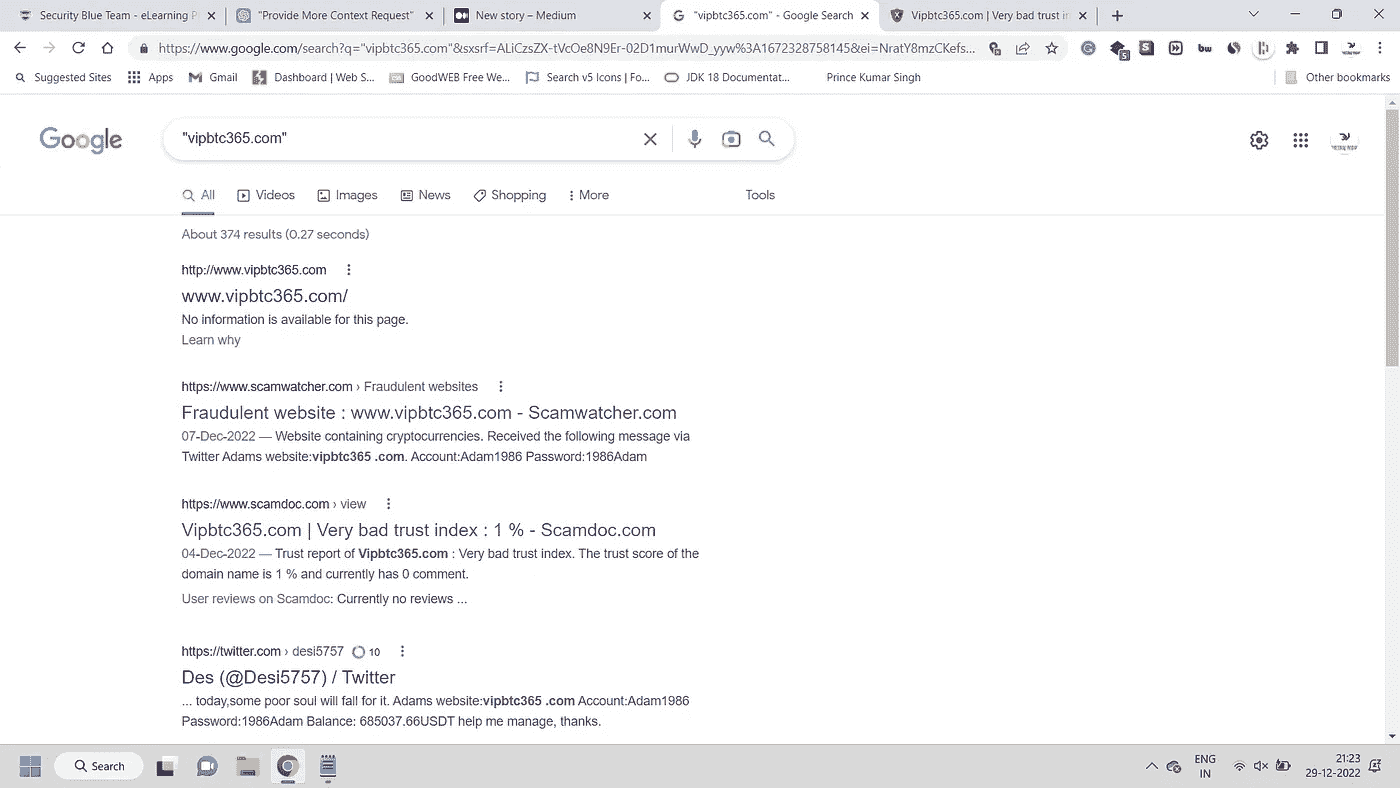 Security Blue Team - eLearning P
"Provide More Context Request"
New story – Medium
"vipbtc365.com" - Google Search
Vipbtc365.com | Very bad trust in
https://www.google.com/search?q="vipbtc365.com"&sxsrf=ALiCzsZX-tVcOe8N9Er-02D1murWwD_yyw%3A1672328758145&ei=NratY8mzCKefs...
Suggested Sites
Apps
Gmail
Dashboard | Web S...
GoodWEB Free We...
Search v5 Icons | Fo...
JDK 18 Documentat...
Prince Kumar Singh
Other bookmarks
Google
"vipbtc365.com"
All
Videos
Images
News
Shopping
More
Tools
About 374 results (0.27 seconds)
http://www.vipbtc365.com
www.vipbtc365.com/
No information is available for this page.
Learn why
https://www.scamwatcher.com › Fraudulent websites
Fraudulent website : www.vipbtc365.com - Scamwatcher.com
07-Dec-2022 — Website containing cryptocurrencies. Received the following message via
Twitter Adams website:vipbtc365 .com. Account:Adam1986 Password:1986Adam
https://www.scamdoc.com › view
Vipbtc365.com | Very bad trust index : 1 % - Scamdoc.com
04-Dec-2022 — Trust report of Vipbtc365.com : Very bad trust index. The trust score of the
domain name is 1 % and currently has 0 comment.
User reviews on Scamdoc: Currently no reviews ...
https://twitter.com › desi5757 10
Des (@Desi5757) / Twitter
... today,some poor soul will fall for it. Adams website:vipbtc365 .com Account:Adam1986
Password:1986Adam Balance: 685037.66USDT help me manage, thanks.
Search
ENG
IN
21:23
29-12-2022